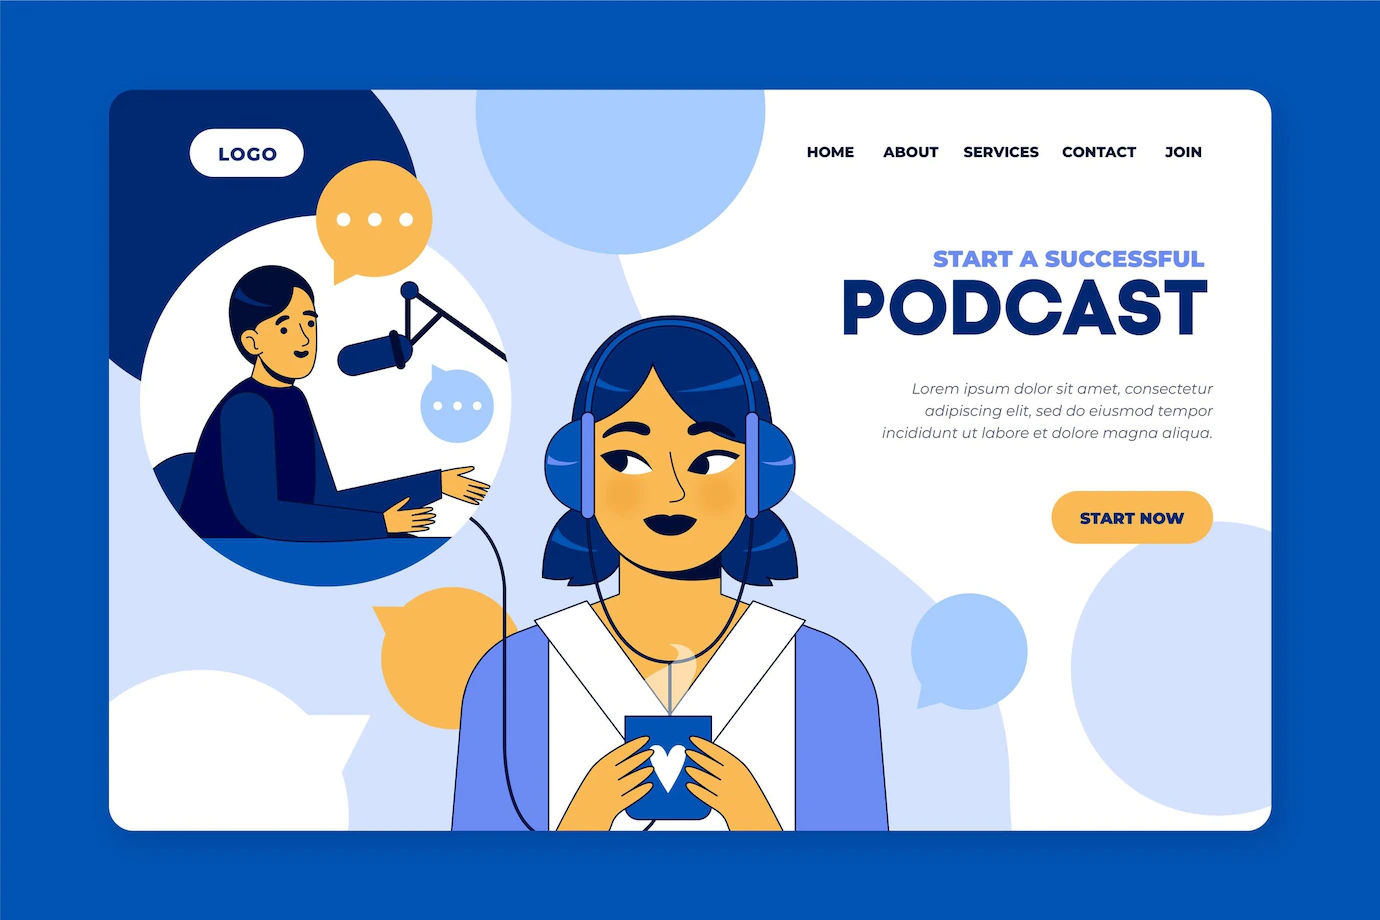 LOGO
HOME ABOUT SERVICES CONTACT JOIN
START A SUCCESSFUL
PODCAST
Lorem ipsum dolor sit amet, consectetur
adipiscing elit, sed do eiusmod tempor
incididunt ut labore et dolore magna aliqua.
START NOW